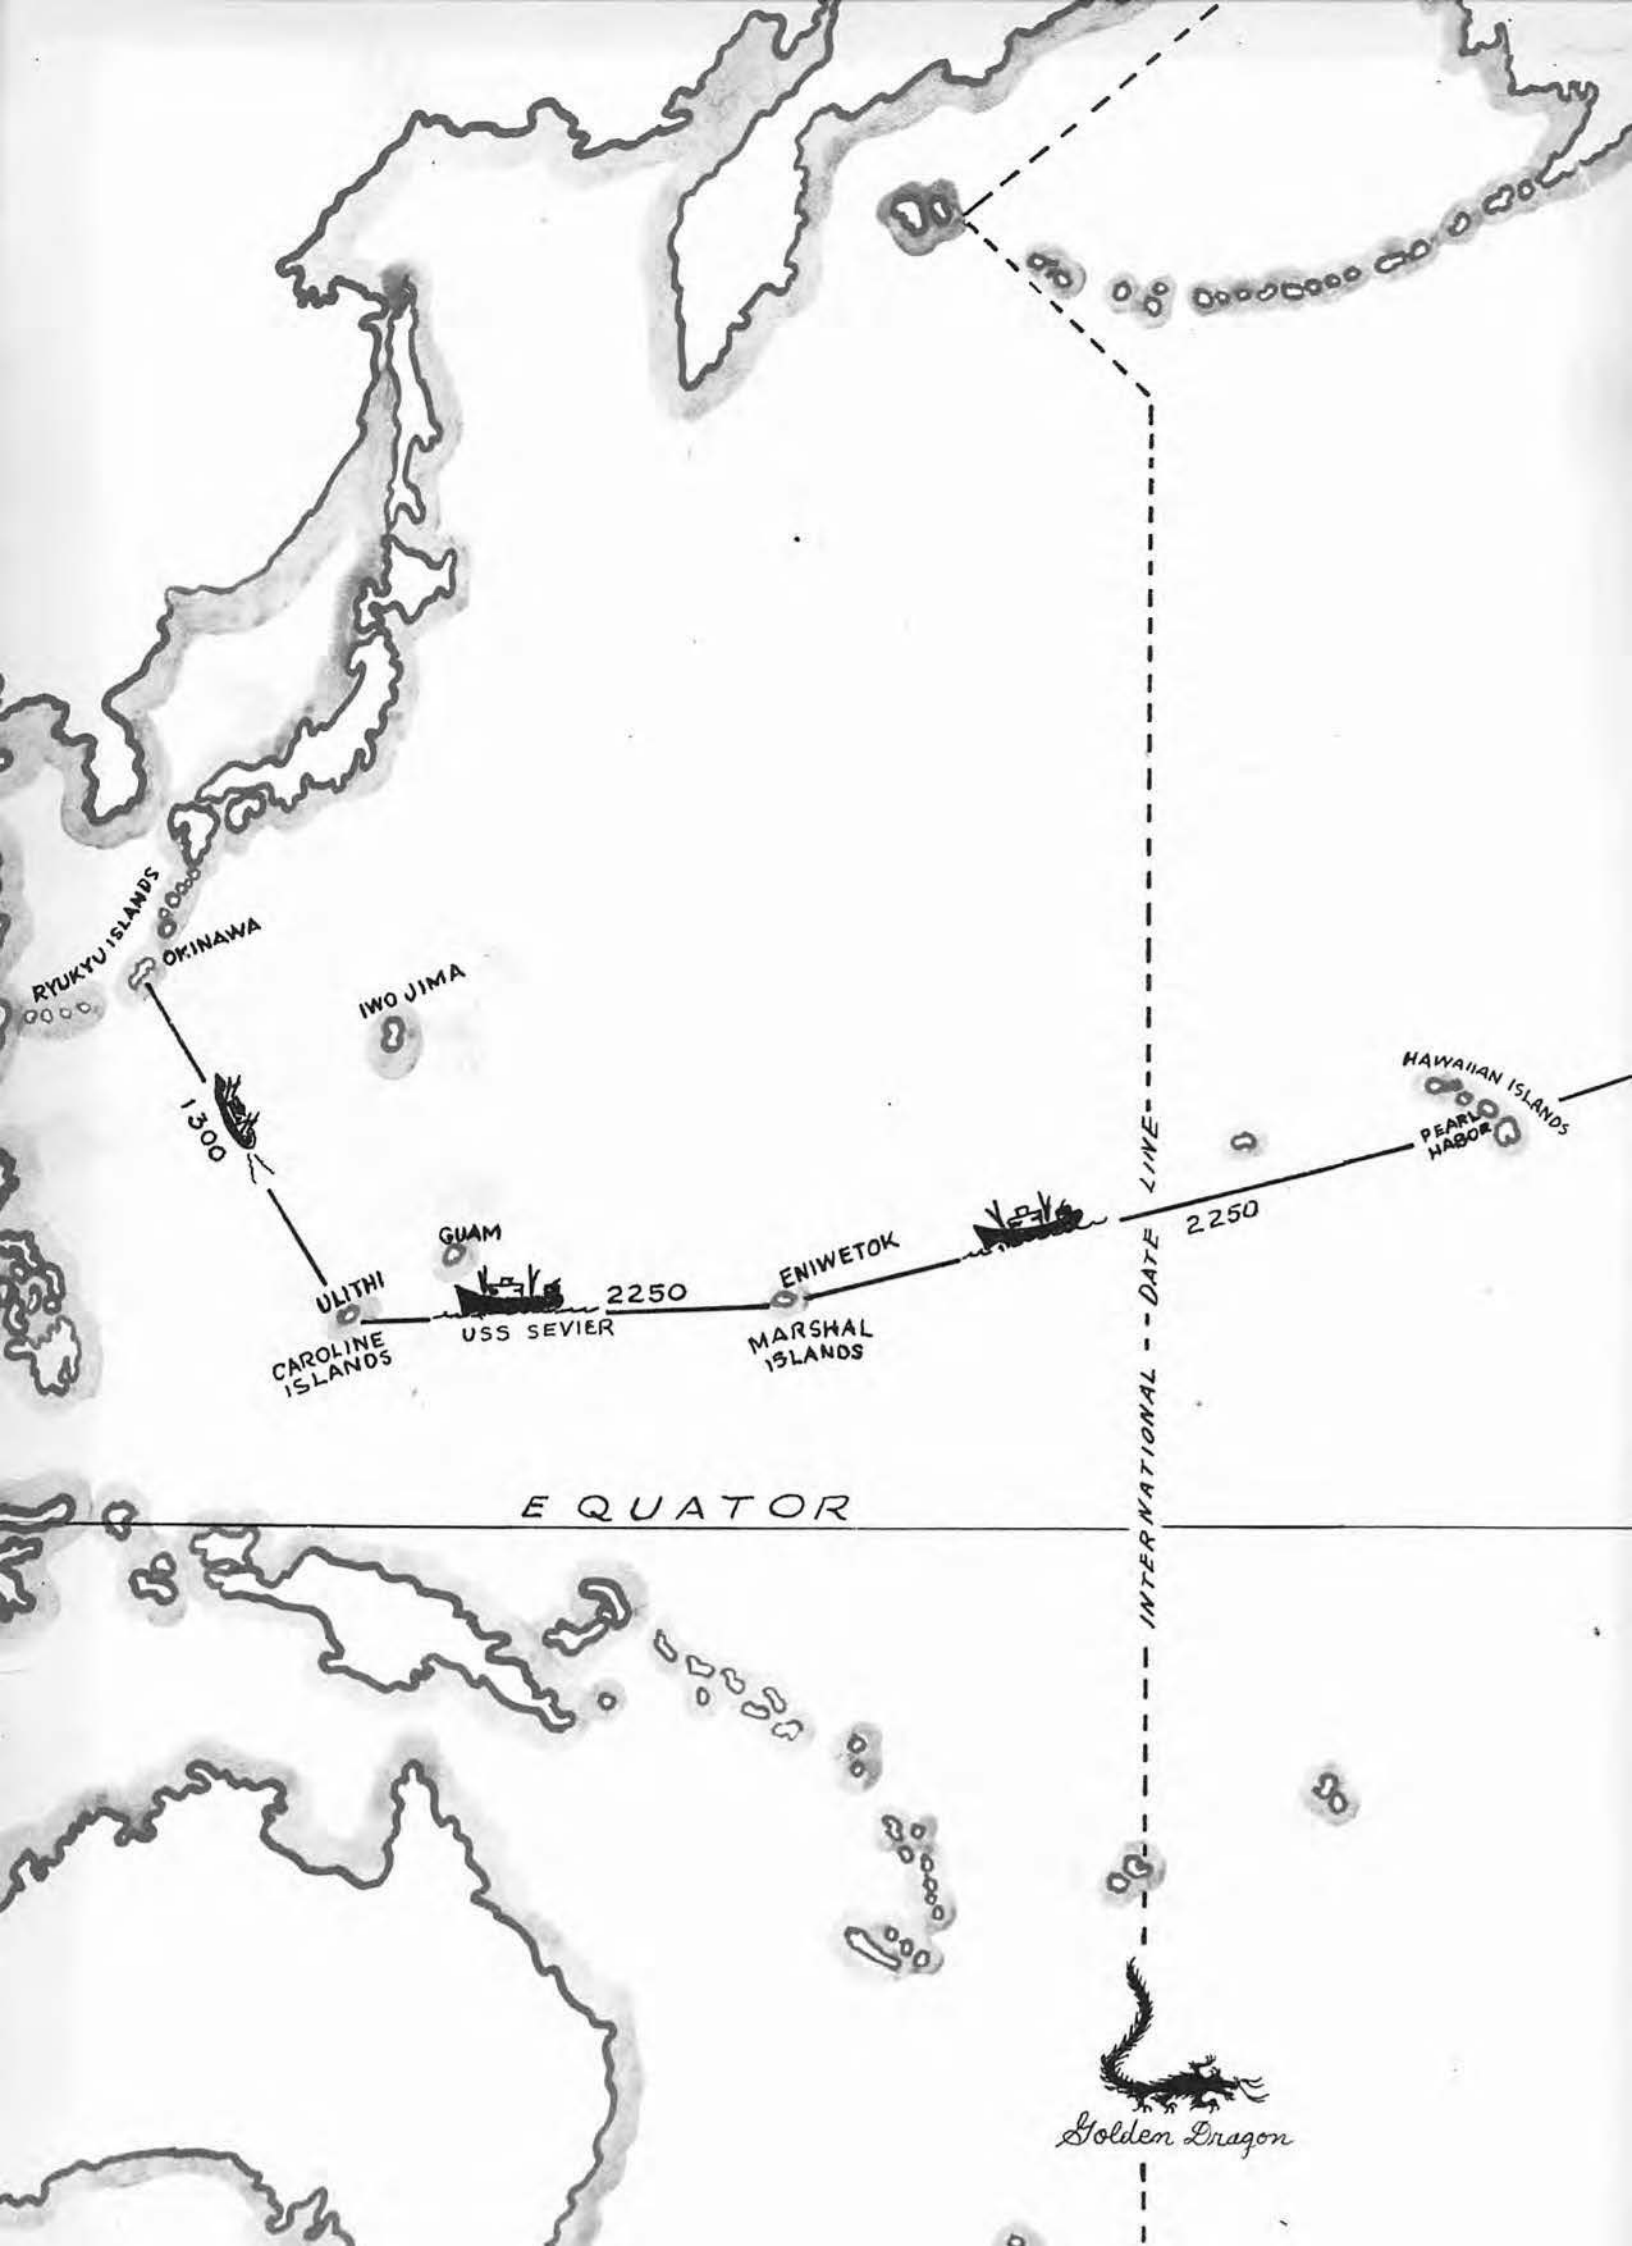 RYUKYU ISLANDS
OKINAWA
IWO JIMA
HAWAIIAN ISLANDS
PEARL
HABOR
1300
GUAM
ULITHI
CAROLINE
ISLANDS
2250
USS SEVIER
ENIWETOK
MARSHAL
ISLANDS
2250
INTERNATIONAL - DATE LINE
EQUATOR
Golden Dragon